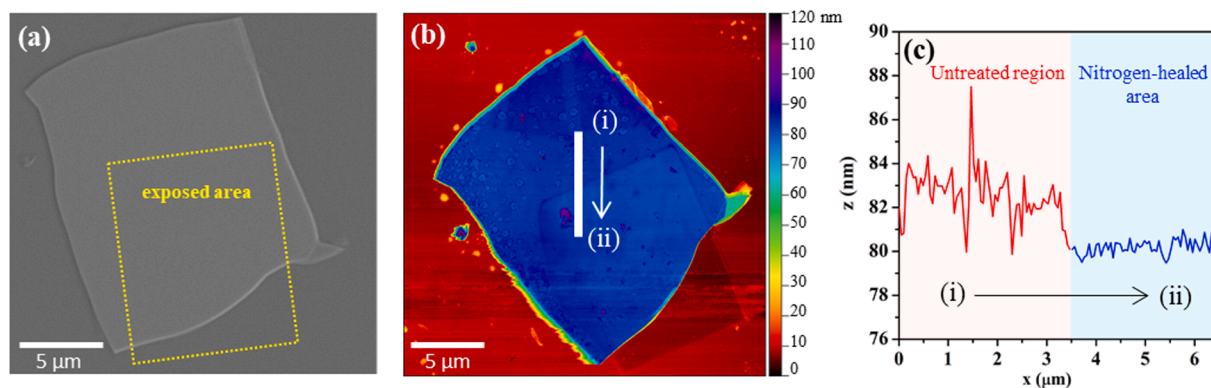 (a)
exposed area
5 μm
(b)
(i)
(ii)
5 μm
120 nm
110
100
90
80
70
60
50
40
30
20
10
0
(c)
Untreated region
Nitrogen-healed
area
90
88
86
84
82
80
78
76
z (nm)
(i)
(ii)
0
1
2
3
4
5
6
x (μm)